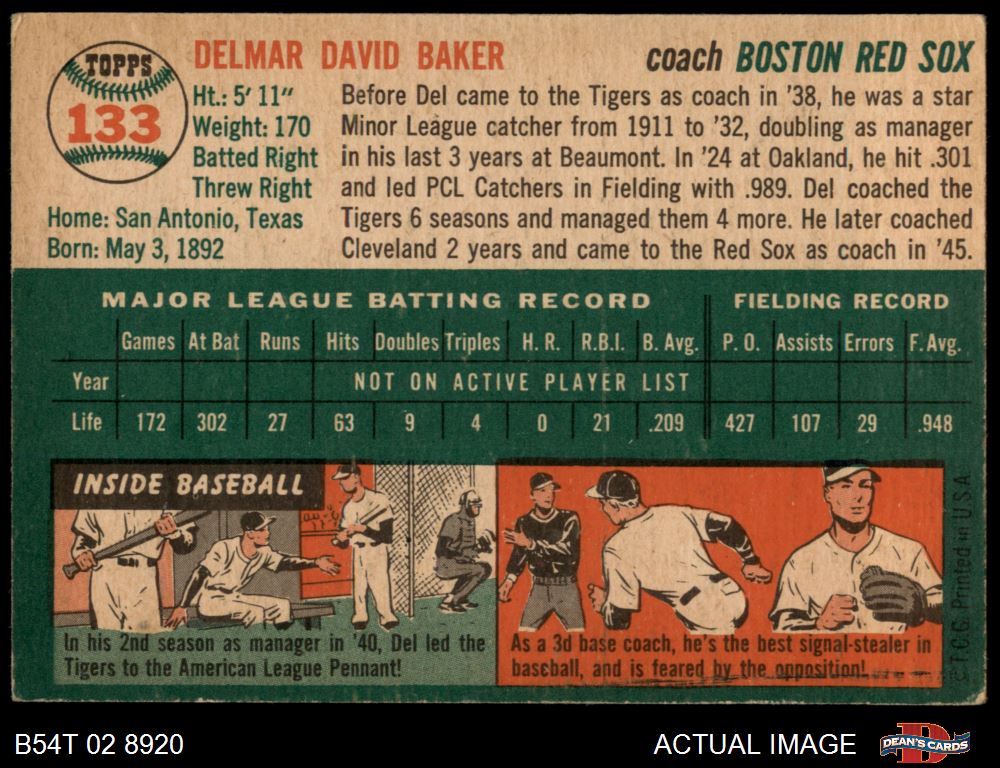 TOPPS
133
DELMAR DAVID BAKER
coach BOSTON RED SOX
Ht.: 5' 11"
Weight: 170
Batted Right
Threw Right
Home: San Antonio, Texas
Born: May 3, 1892
Before Del came to the Tigers as coach in '38, he was a star
Minor League catcher from 1911 to '32, doubling as manager
in his last 3 years at Beaumont. In '24 at Oakland, he hit .301
and led PCL Catchers in Fielding with .989. Del coached the
Tigers 6 seasons and managed them 4 more. He later coached
Cleveland 2 years and came to the Red Sox as coach in '45.
MAJOR LEAGUE BATTING RECORD FIELDING RECORD
Games At Bat Runs Hits Doubles Triples H. R. R.B.I. B. Avg. P. O. Assists Errors F. Avg.
Year NOT ON ACTIVE PLAYER LIST
Life 172 302 27 63 9 4 0 21 .209 427 107 29 .948
INSIDE BASEBALL
In his 2nd season as manager in '40, Del led the
Tigers to the American League Pennant!
As a 3d base coach, he's the best signal-stealer in
baseball, and is feared by the opposition!
T.C.G. Printed in U.S.A.
B54T 02 8920
ACTUAL IMAGE
DEAN'S CARDS